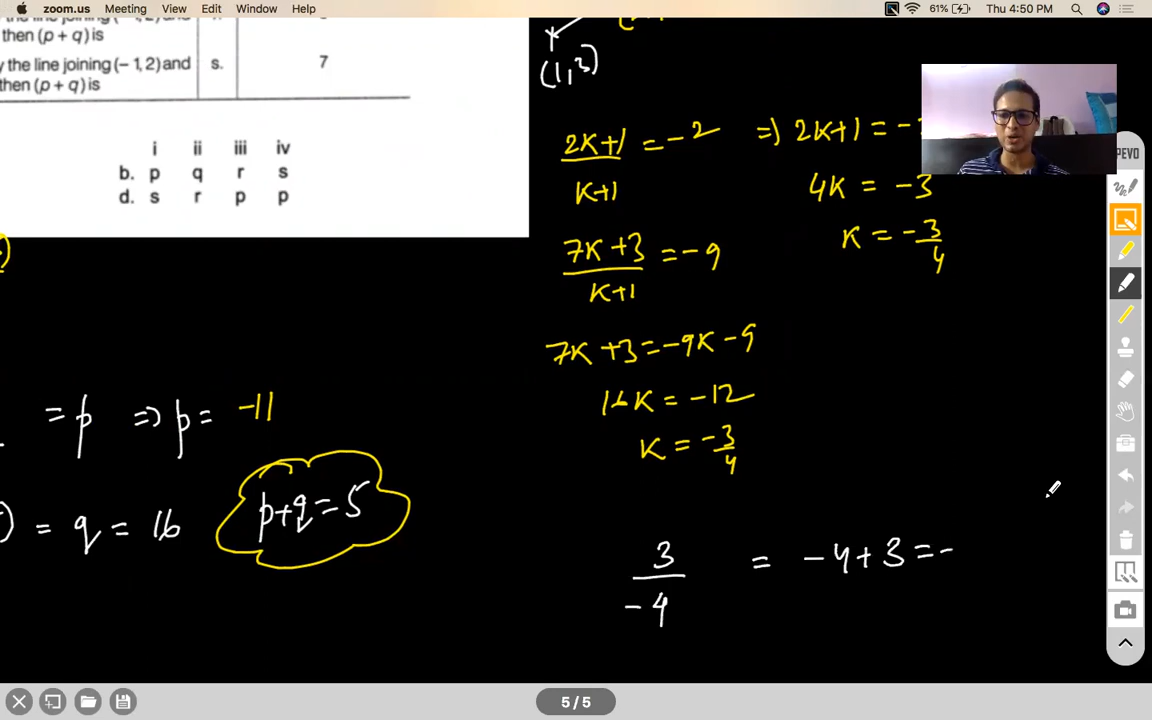 zoom.us Meeting View Edit Window Help 61% Thu 4:50 PM
then (p + q) is
y the line joining (– 1, 2) and s. 7
then (p + q) is
i ii iii iv
b. p q r s
d. s r p p
(1,3)
2K+1/K+1 = -2 => 2K+1 = -
4K = -3
K = -3/4
7K+3/K+1 = -9
7K+3 = -9K-9
16K = -12
K = -3/4
= p => p = -11
) = q = 16 p+q=5
3/-4 = -4+3 = -
IPEVO
5 / 5